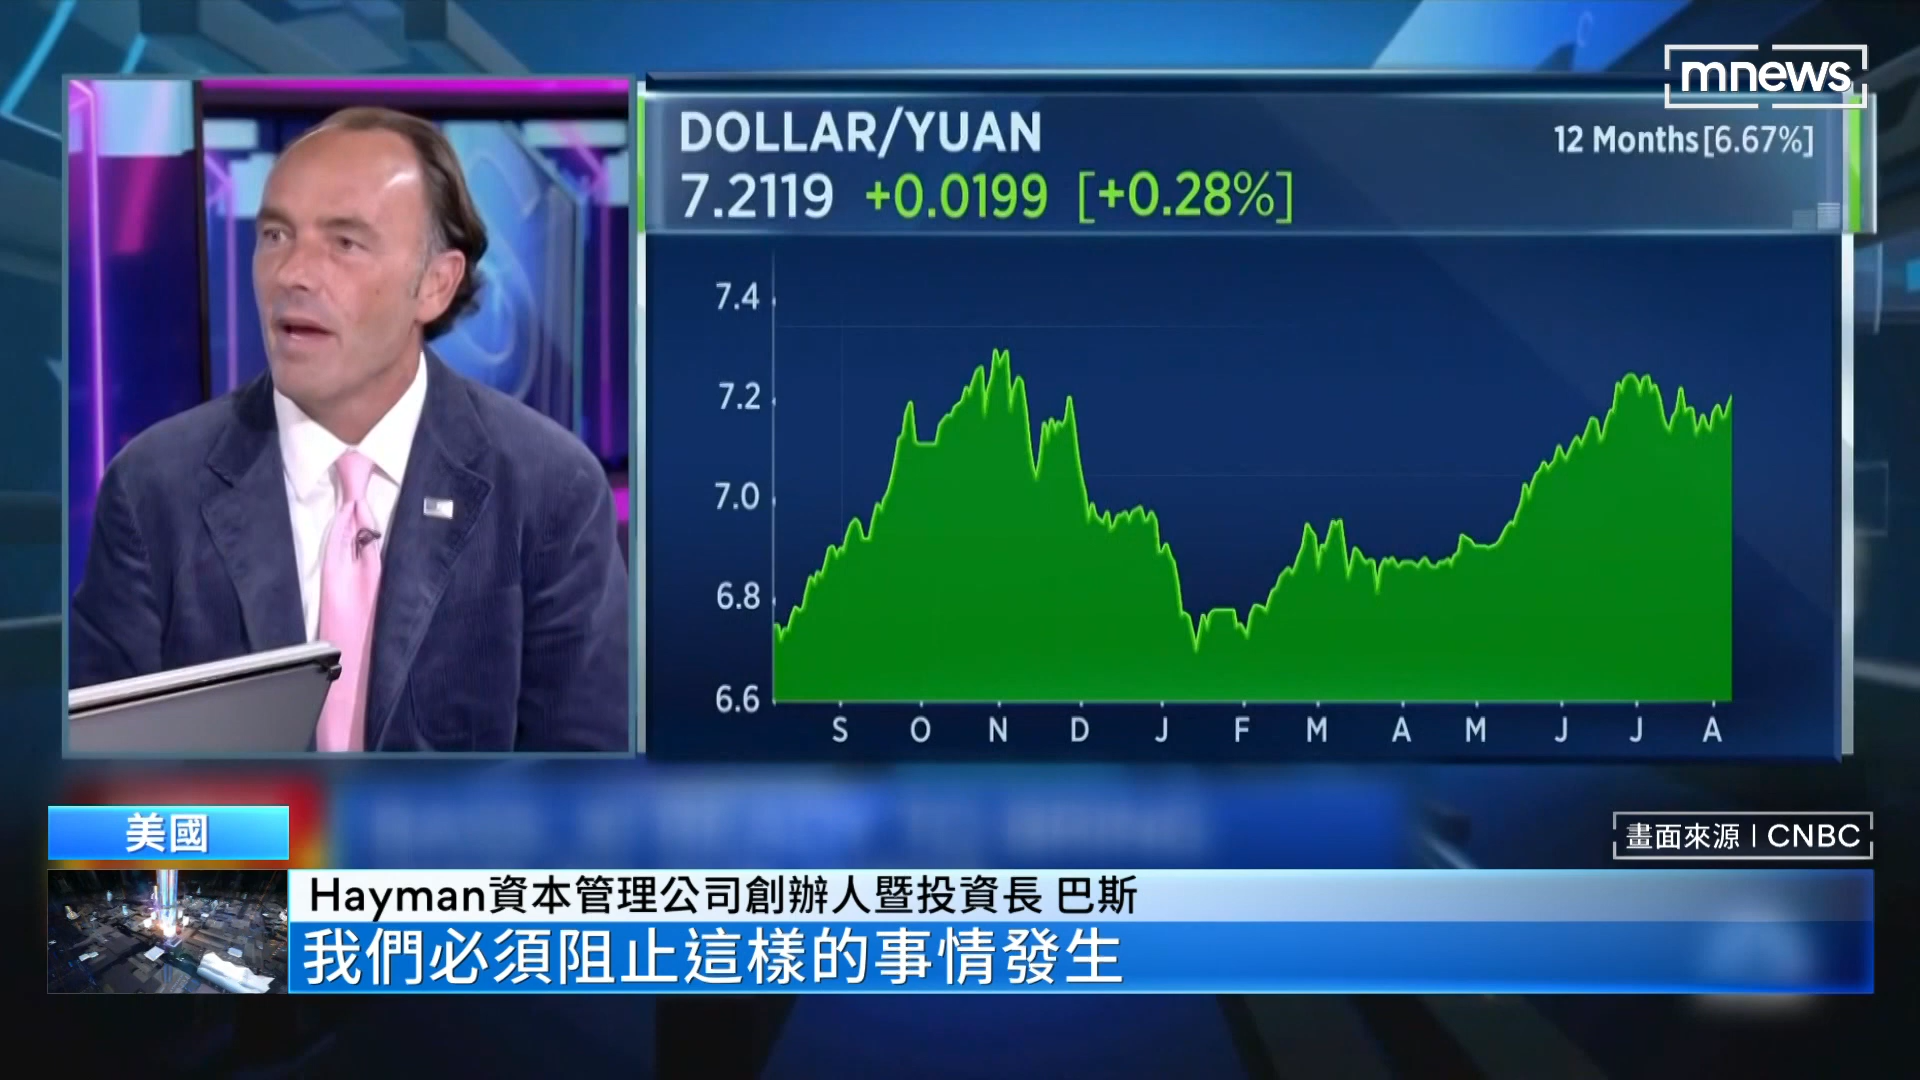 mnews
DOLLAR/YUAN
12 Months[6.67%]
7.2119 +0.0199 [+0.28%]
7.4
7.2
7.0
6.8
6.6
S O N D J F M A M J J A
美國
畫面來源 | CNBC
Hayman資本管理公司創辦人暨投資長 巴斯
我們必須阻止這樣的事情發生